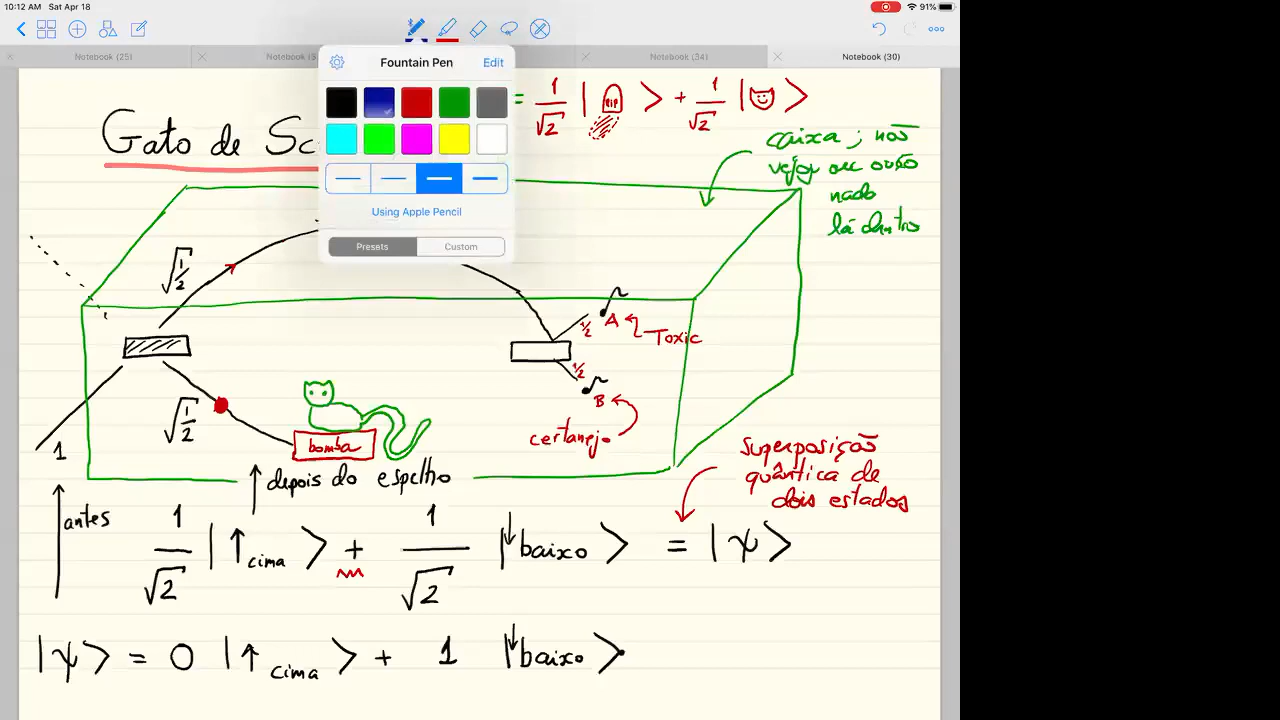 10:12 AM Sat Apr 18
91%
Notebook (25)
Notebook (34)
Notebook (30)
Fountain Pen
Edit
Using Apple Pencil
Presets
Custom
Gato de Sc
= 1/√2 | RIP > + 1/√2 | >
caixa; não
vejo ou ouço
nada
lá dentro
√1/2
1/2 A
Toxic
1/2
B
certanejo
√1/2
bomba
1
depois do espelho
superposição
quântica de
dois estados
antes
1/√2 |↑cima> + 1/√2 |↓baixo> = |ψ>
|ψ> = 0 |↑cima> + 1 |↓baixo>